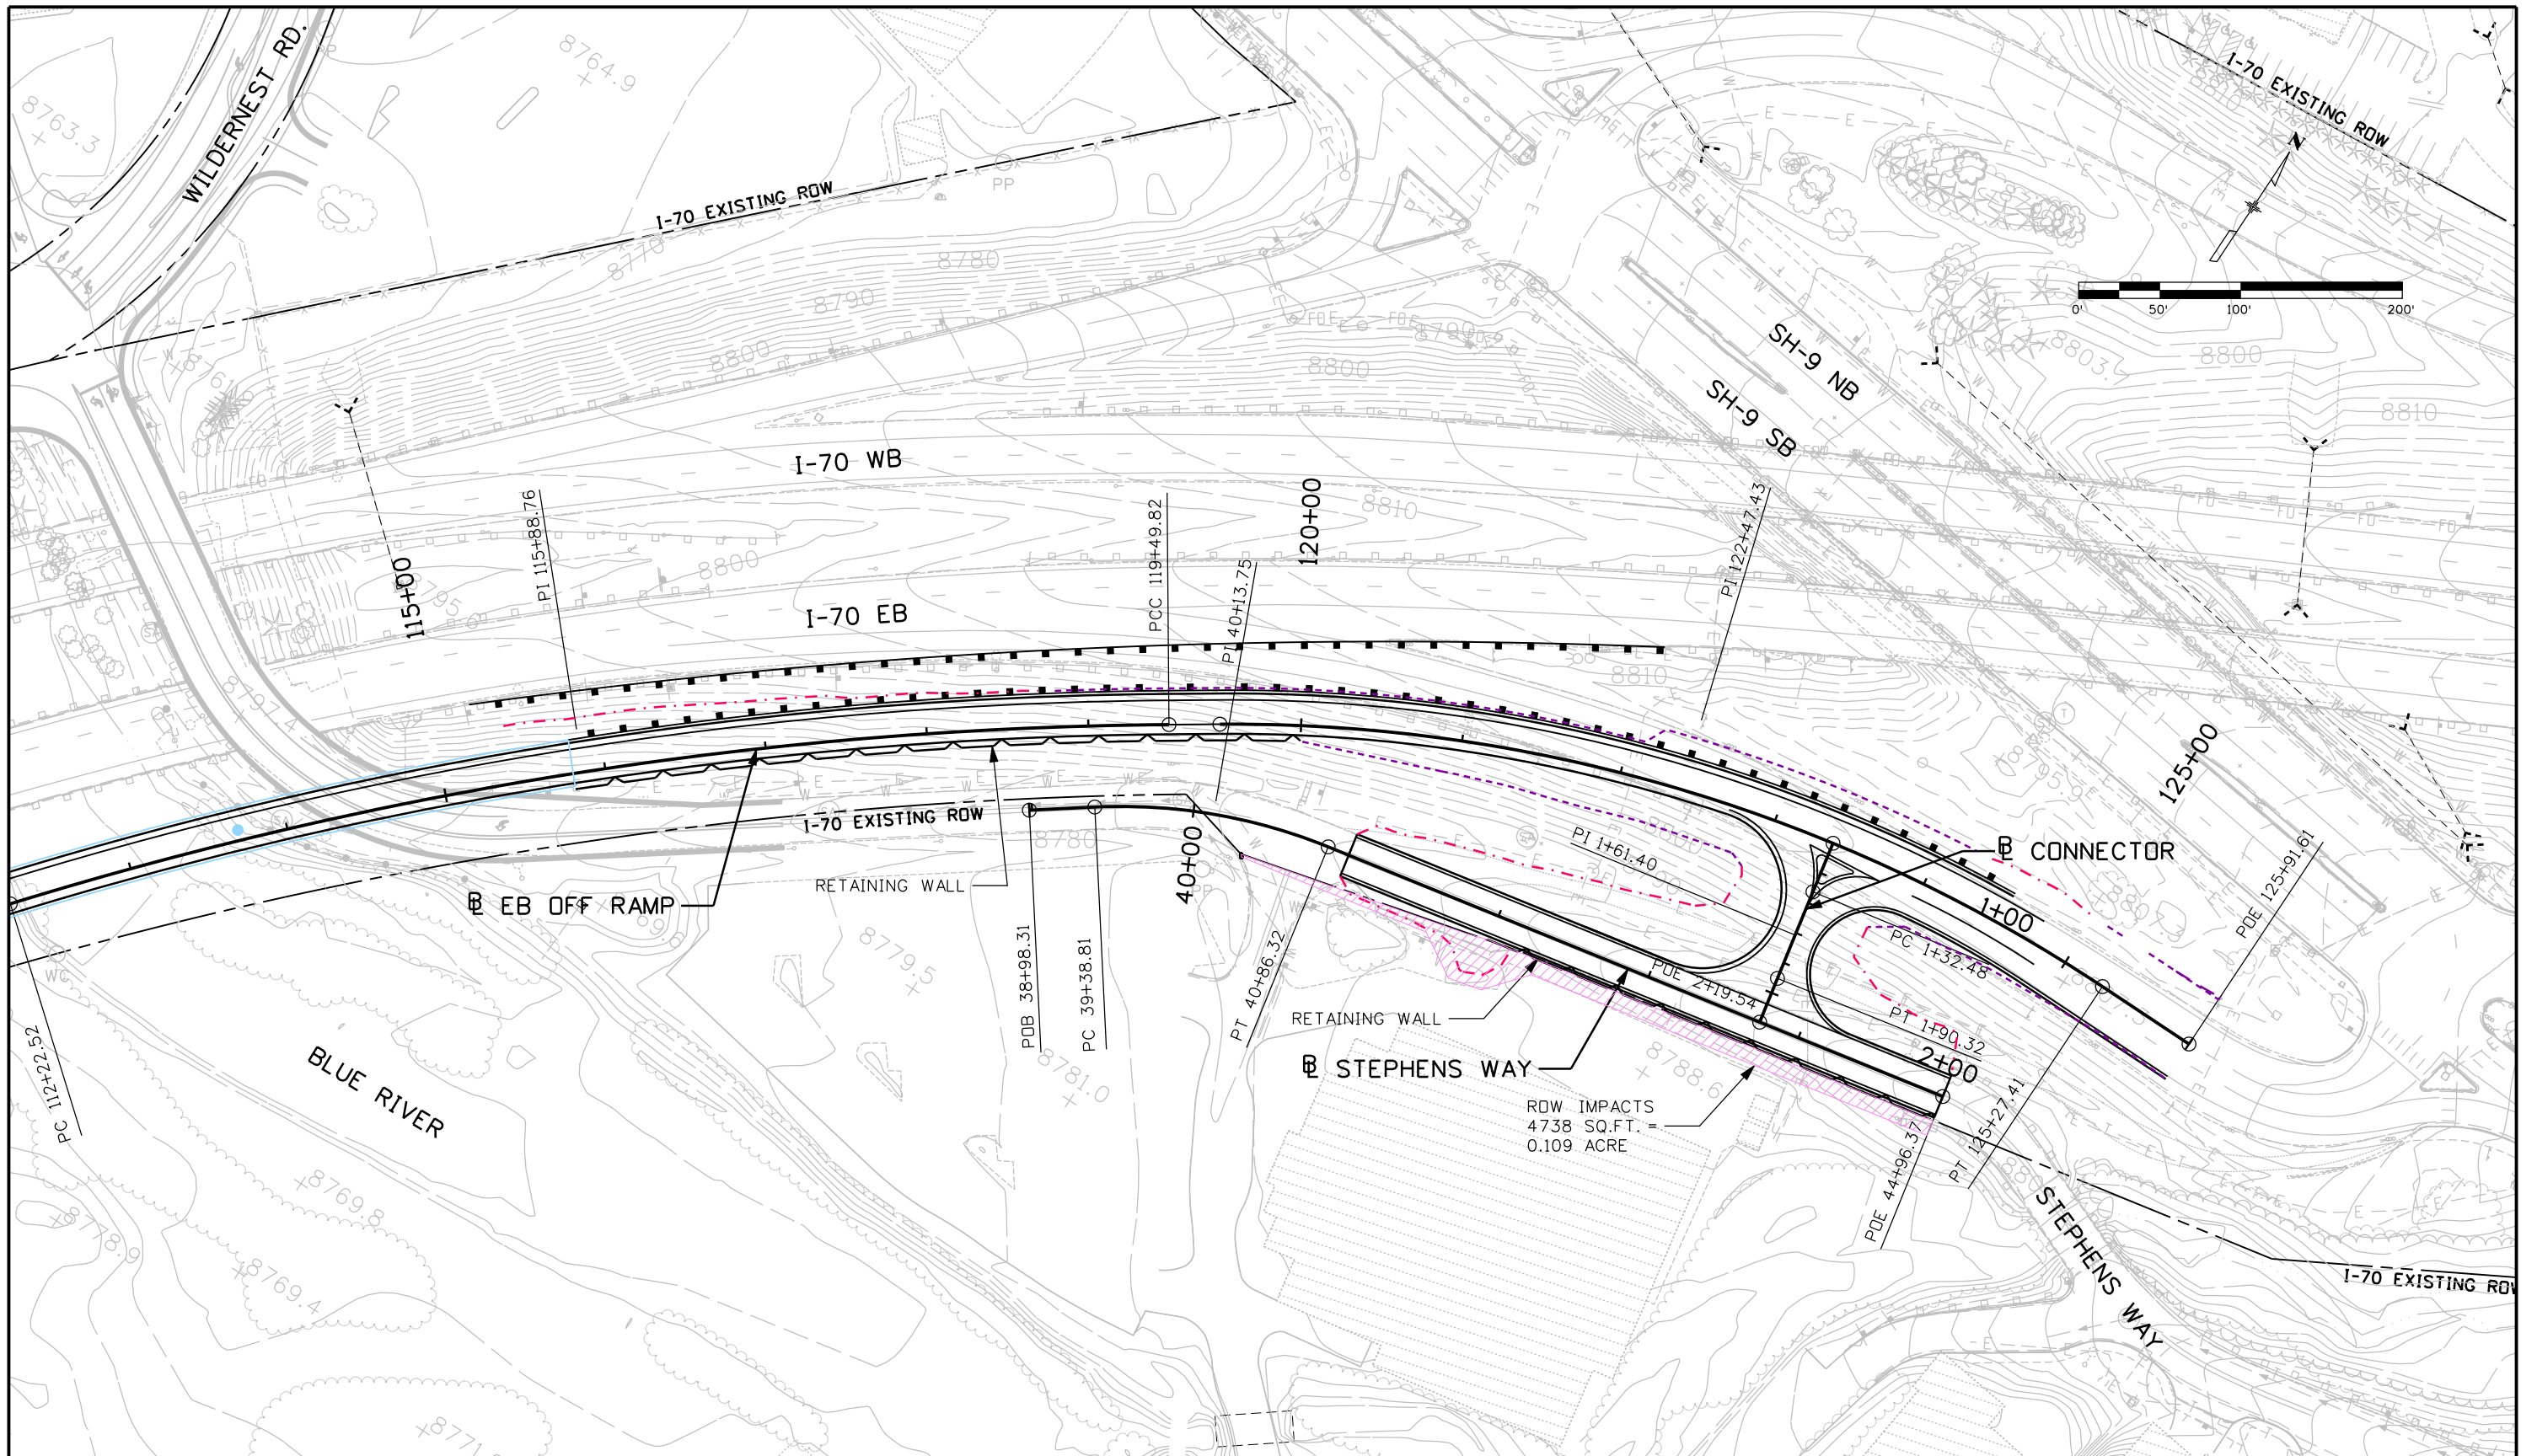 WILDERNEST RD.
8764.9
8763.3
PP
I-70 EXISTING ROW
I-70 EXISTING ROW
N
0'
50'
100'
200'
8770
8780
8790
8800
8790
8800
8800
8810
8810
8810
8800
SH-9 NB
SH-9 SB
I-70 WB
I-70 EB
115+00
PI 115+88.76
PCC 119+49.82
PI 40+13.75
120+00
PI 122+47.43
125+00
POE 125+91.61
8797.4
I-70 EXISTING ROW
8780
RETAINING WALL
40+00
PI 1+61.40
℄ CONNECTOR
1+00
PC 1+32.48
℄ EB OFF RAMP
8779.5
POB 38+98.31
PC 39+38.81
PT 40+86.32
POE 2+19.54
PT 1+90.32
2+00
RETAINING WALL
℄ STEPHENS WAY
8781.0
8788.6
ROW IMPACTS
4738 SQ.FT. =
0.109 ACRE
POE 44+96.37
PT 125+27.41
PC 112+22.52
WC
BLUE RIVER
8769.8
8769.4
STEPHENS WAY
I-70 EXISTING ROW